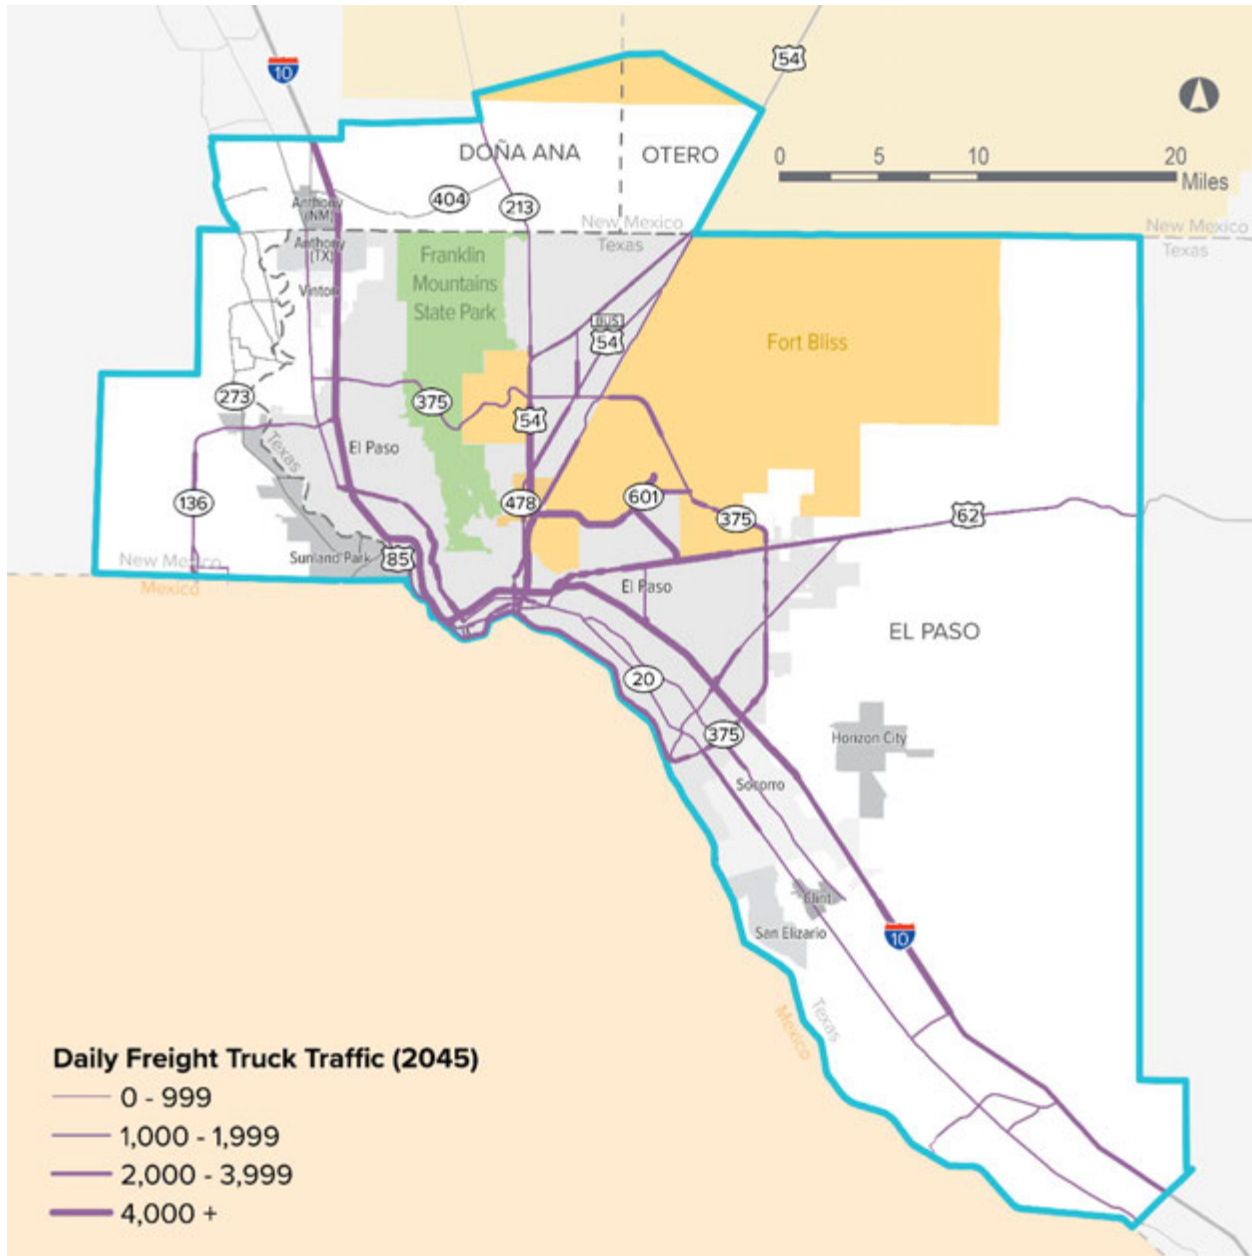 54
10
0 5 10 20
Miles
DOÑA ANA
OTERO
404
213
Anthony
(NM)
New Mexico
Texas
New Mexico
Texas
Anthony
(TX)
Vinton
Franklin
Mountains
State Park
BUS
54
Fort Bliss
273
375
54
El Paso
Texas
136
478
601
375
62
New Mexico
Mexico
Sunland Park
85
El Paso
EL PASO
20
375
Horizon City
Socorro
Clint
San Elizario
10
Mexico
Texas
Daily Freight Truck Traffic (2045)
0 - 999
1,000 - 1,999
2,000 - 3,999
4,000 +